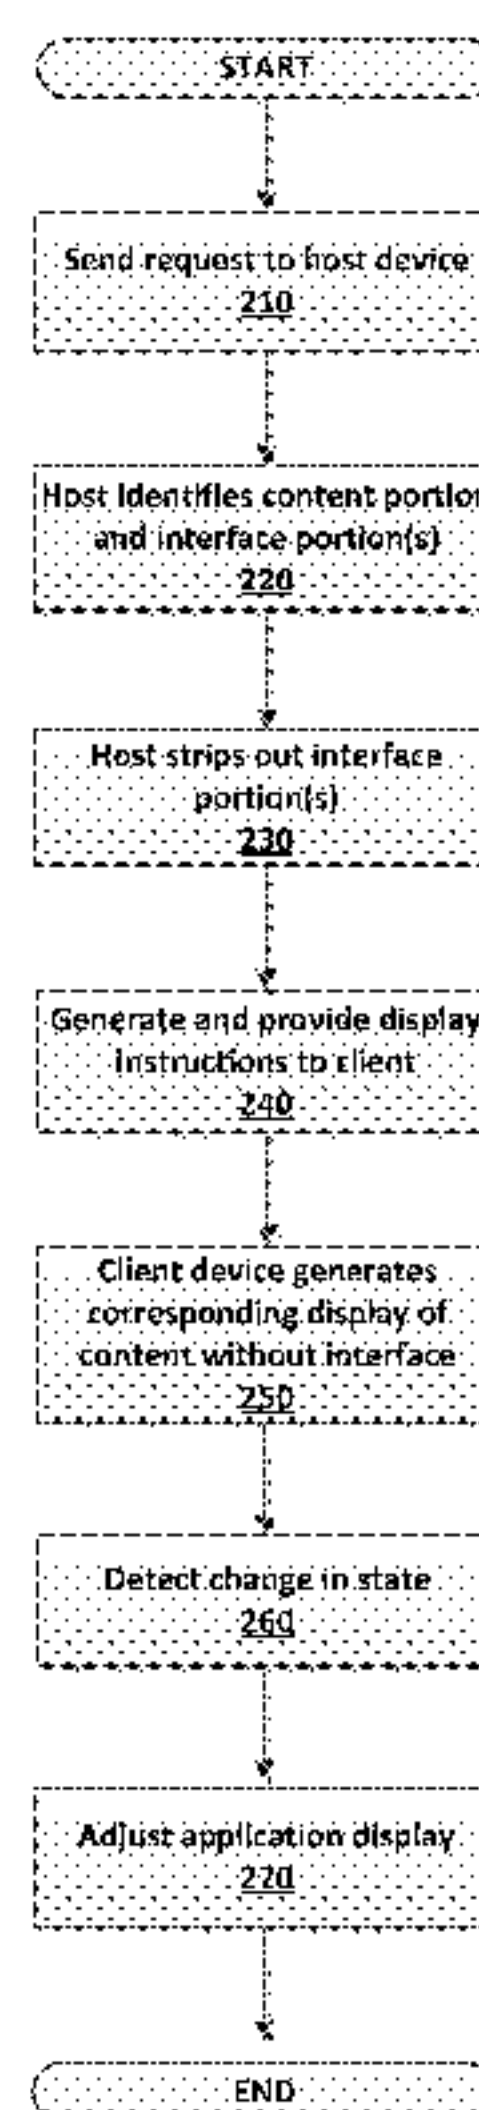 START
Send request to host device
210
Host identifies content portion
and interface portion(s)
220
Host strips out interface
portion(s)
230
Generate and provide display
instructions to client
240
Client device generates
corresponding display of
content without interface
250
Detect change in state
260
Adjust application display
270
END